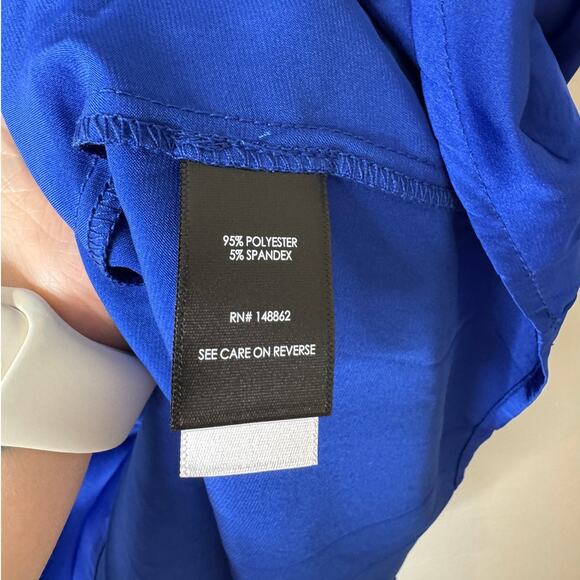 95% POLYESTER
5% SPANDEX
RN# 148862
SEE CARE ON REVERSE